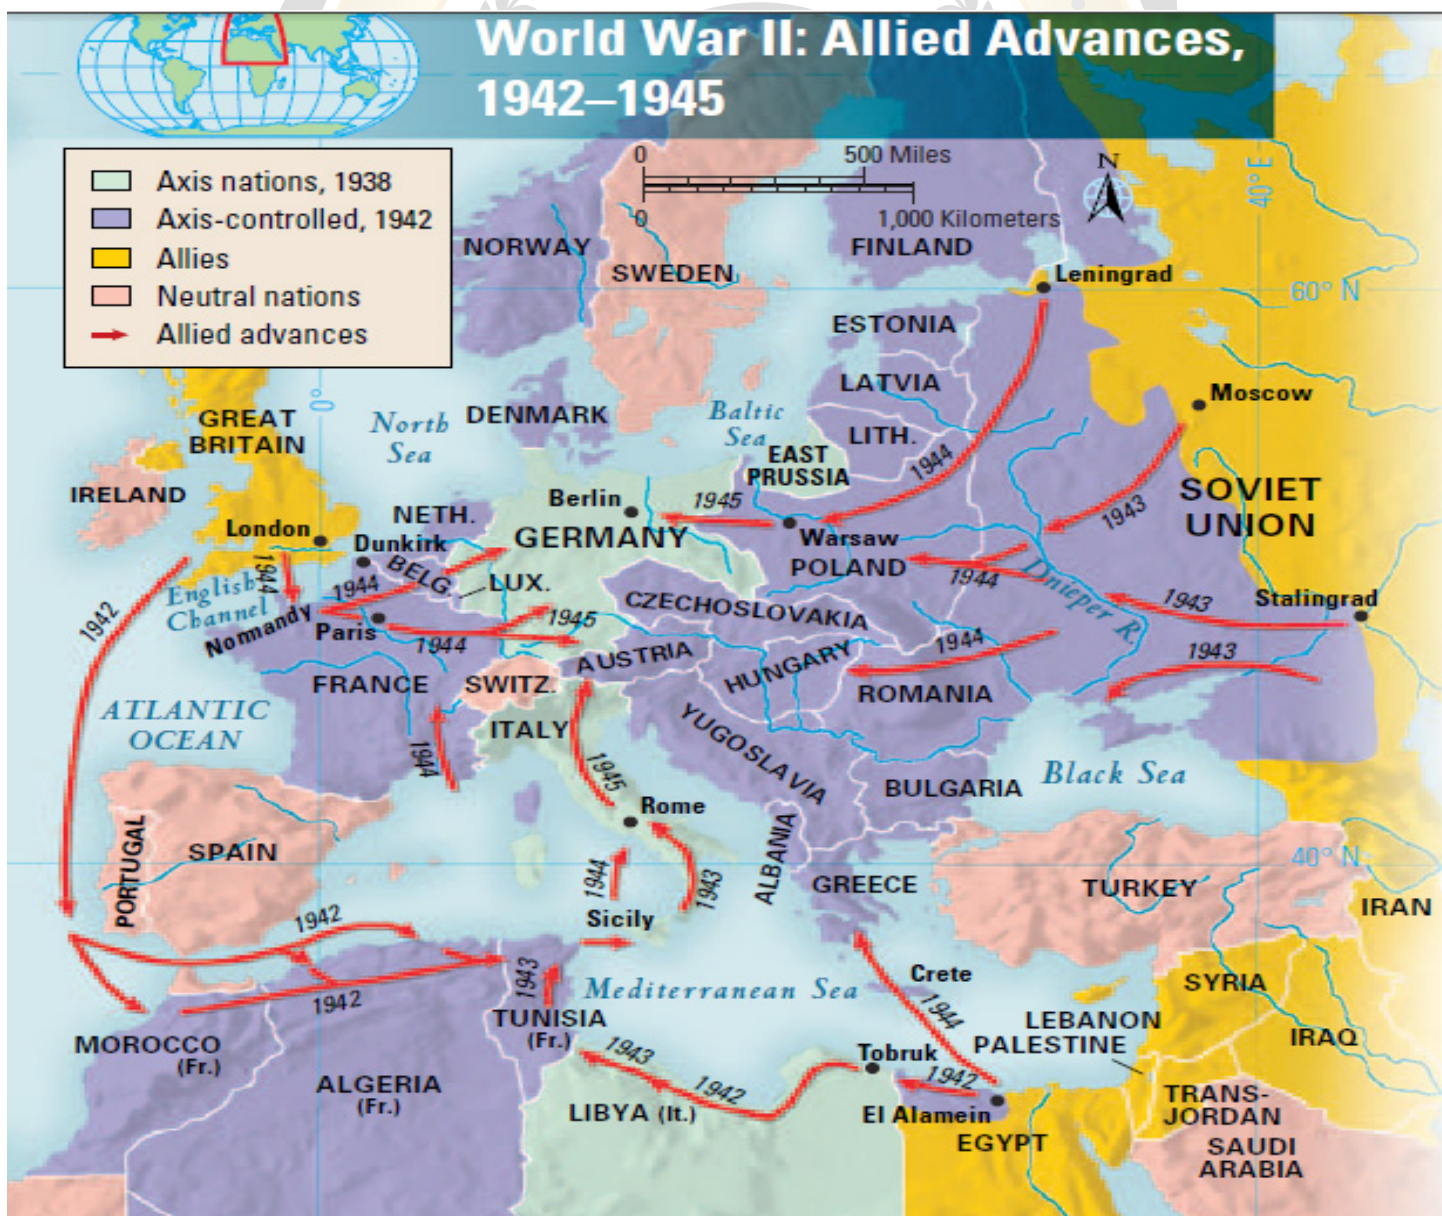 World War II: Allied Advances,
1942–1945
Axis nations, 1938
Axis-controlled, 1942
Allies
Neutral nations
Allied advances
0
500 Miles
0
1,000 Kilometers
N
40° E
NORWAY
SWEDEN
FINLAND
Leningrad
60° N
ESTONIA
LATVIA
LITH.
Moscow
GREAT
BRITAIN
0°
North
Sea
DENMARK
Baltic
Sea
EAST
PRUSSIA
1944
1943
SOVIET
UNION
IRELAND
London
NETH.
Dunkirk
Berlin
1945
GERMANY
Warsaw
POLAND
BELG.
LUX.
1944
English
Channel
1944
1944
Dnieper R.
1943
Stalingrad
1942
Normandy
Paris
1944
1945
CZECHOSLOVAKIA
AUSTRIA
HUNGARY
1944
1943
FRANCE
SWITZ.
ROMANIA
ATLANTIC
OCEAN
ITALY
YUGOSLAVIA
1944
1945
BULGARIA
Black Sea
Rome
PORTUGAL
SPAIN
ALBANIA
GREECE
40° N
TURKEY
IRAN
1944
1943
Sicily
1942
1942
1943
Mediterranean Sea
Crete
1944
SYRIA
LEBANON
PALESTINE
IRAQ
MOROCCO
(Fr.)
TUNISIA
(Fr.)
ALGERIA
(Fr.)
1943
1942
Tobruk
1942
LIBYA (It.)
El Alamein
EGYPT
TRANS-
JORDAN
SAUDI
ARABIA